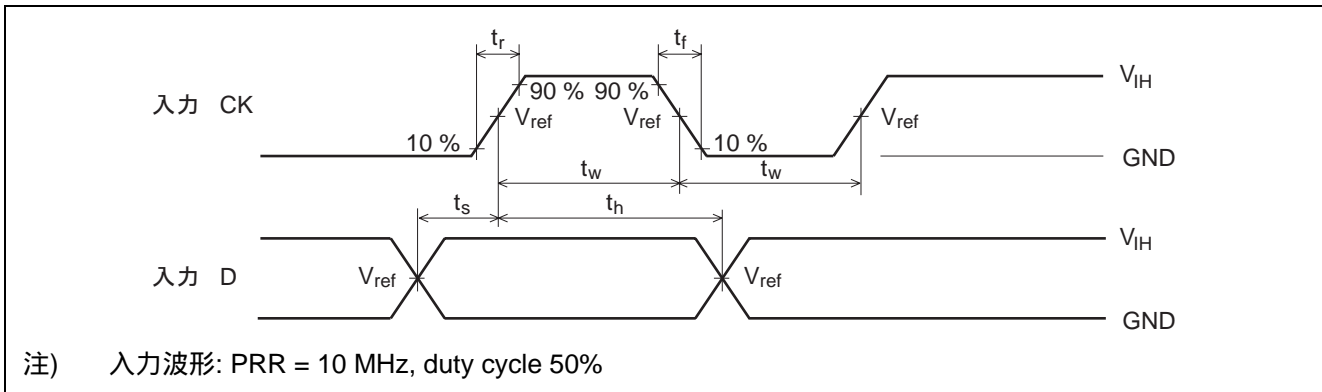 tr tf
入力 CK 90 % 90 % VIH
Vref Vref Vref
10 % 10 %
GND
tw tw
ts th
VIH
入力 D Vref Vref
GND
注) 入力波形: PRR = 10 MHz, duty cycle 50%